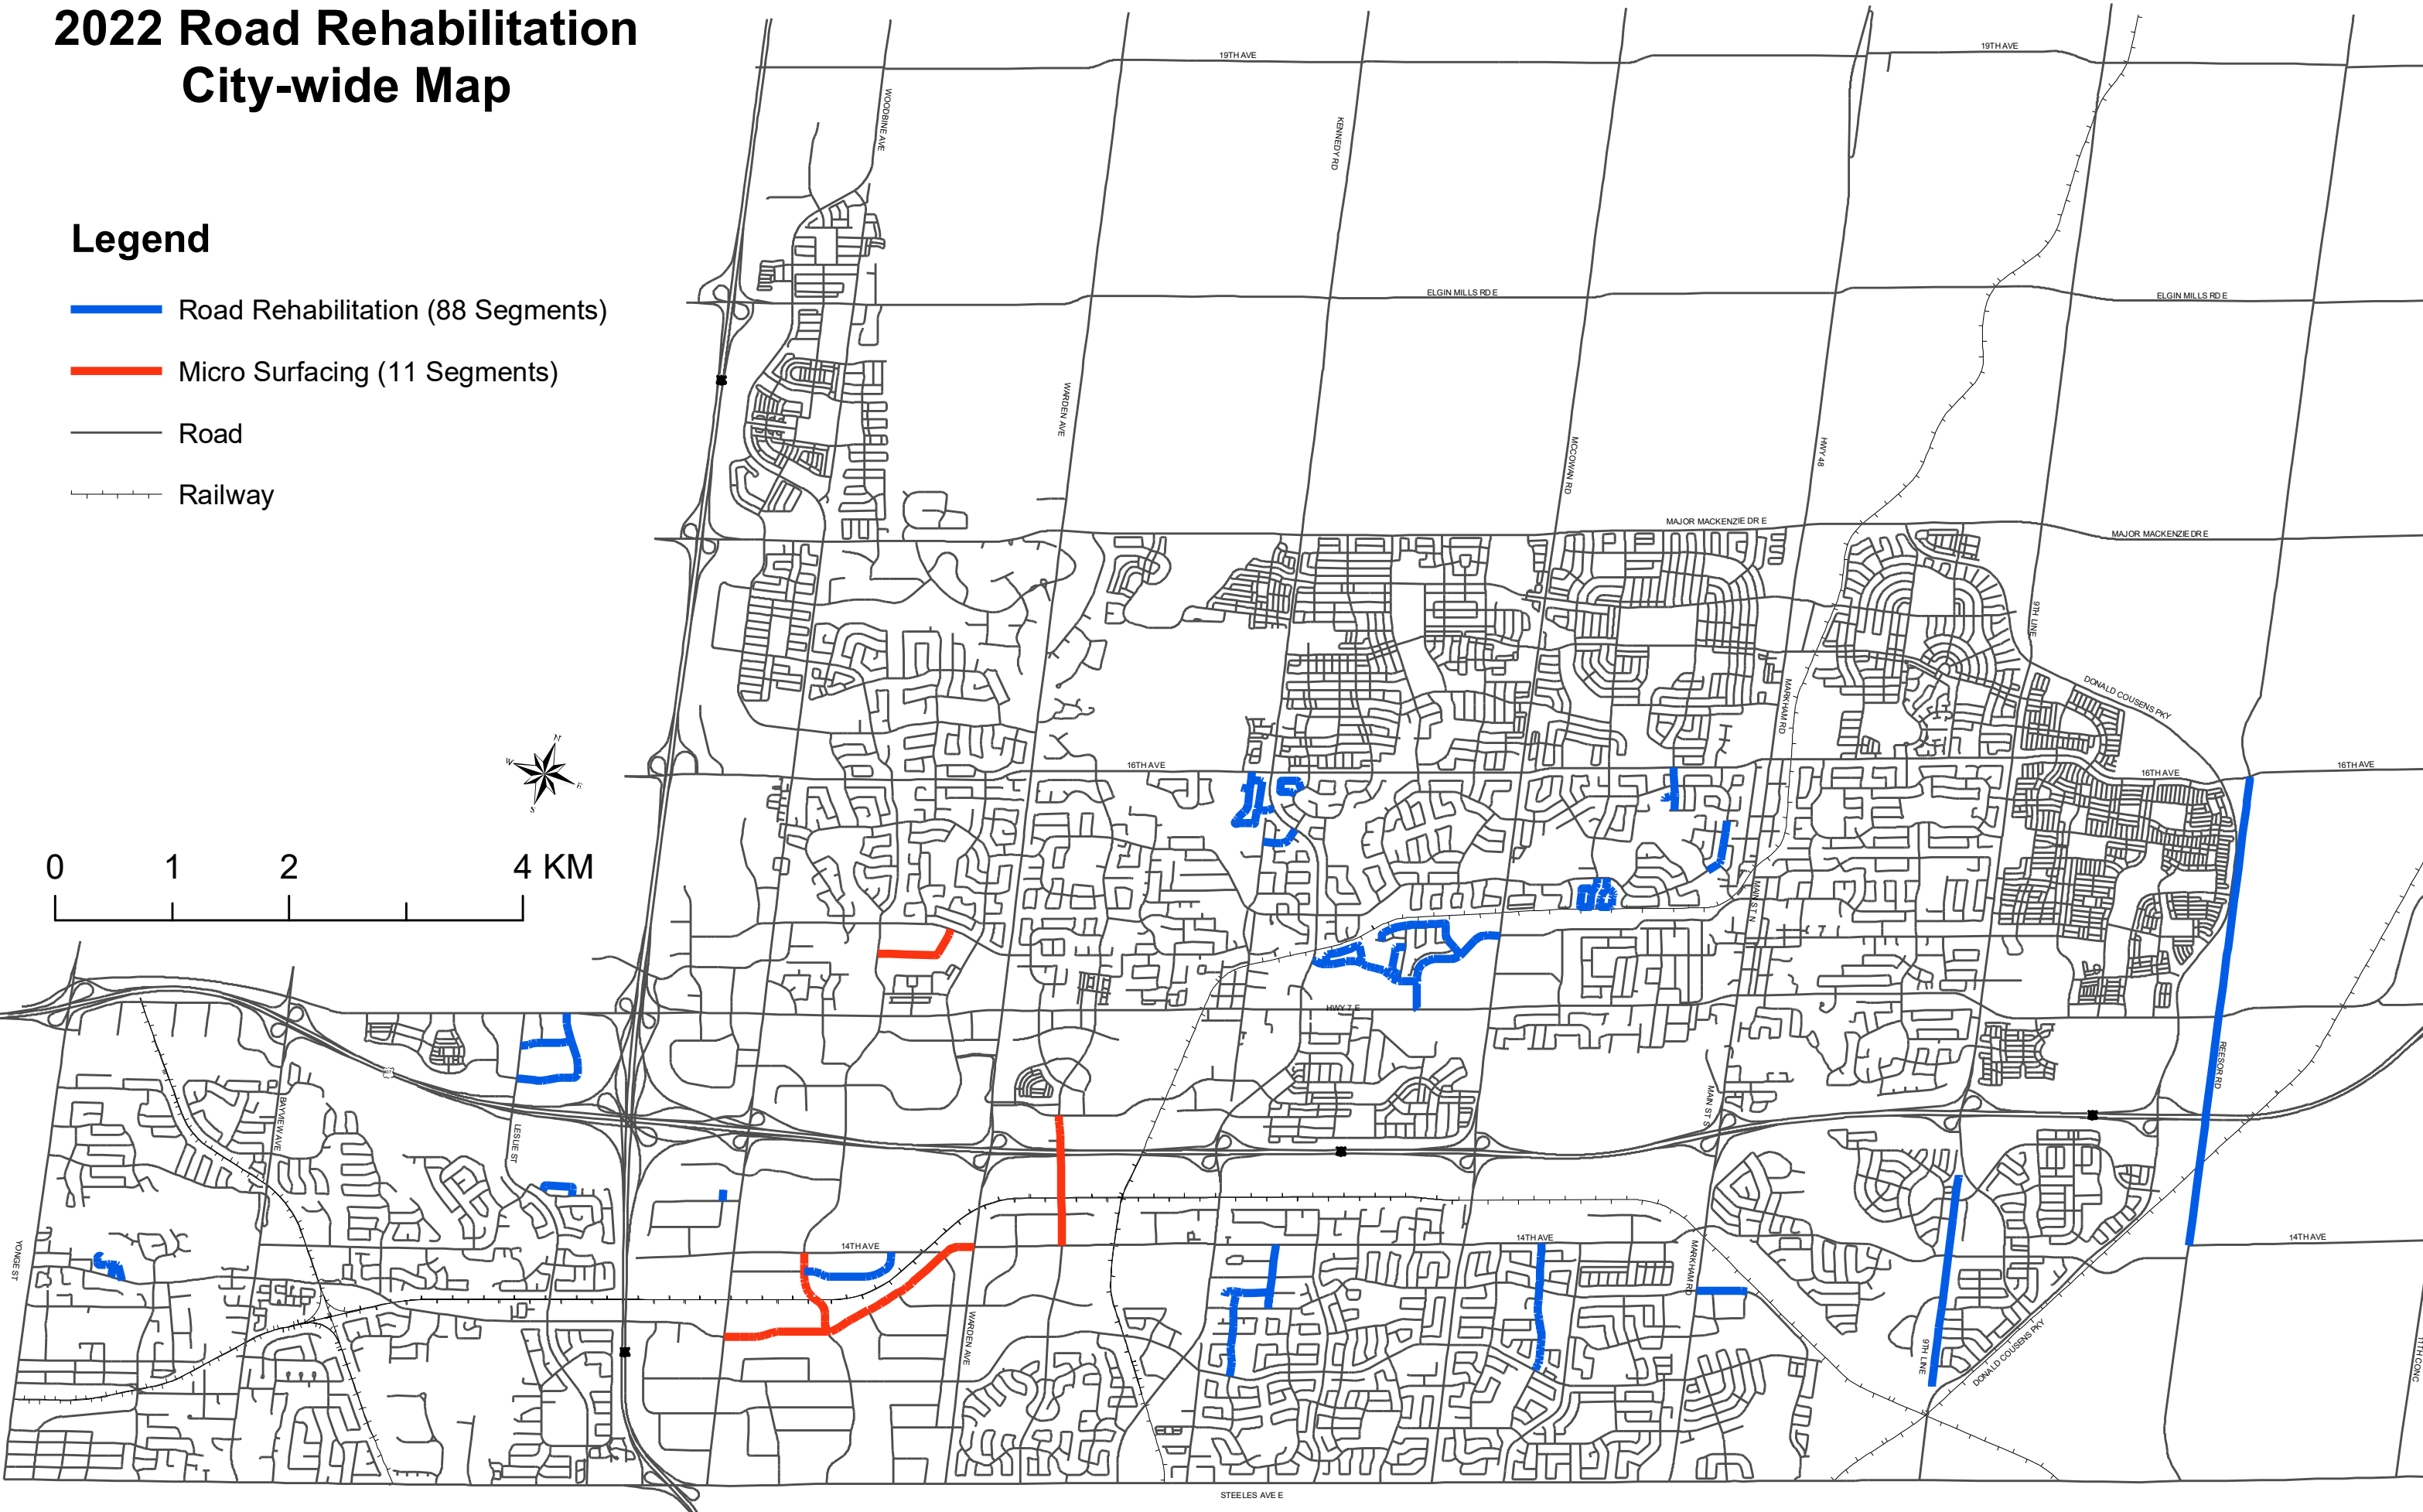 2022 Road Rehabilitation
City-wide Map
Legend
Road Rehabilitation (88 Segments)
Micro Surfacing (11 Segments)
Road
Railway
19TH AVE
19TH AVE
WOODBINE AVE
KENNEDY RD
ELGIN MILLS RD E
ELGIN MILLS RD E
WARDEN AVE
MCCOWAN RD
HWY 48
MAJOR MACKENZIE DR E
MAJOR MACKENZIE DR E
9TH LINE
DONALD COUSENS PKY
MARKHAM RD
N
W
E
S
16TH AVE
16TH AVE
16TH AVE
0 1 2 4 KM
MAIN ST N
HWY 7 E
REESOR RD
BAYVIEW AVE
LESLIE ST
MAIN ST S
YONGE ST
14TH AVE
14TH AVE
14TH AVE
MARKHAM RD
WARDEN AVE
9TH LINE
DONALD COUSENS PKY
11TH CONC
STEELES AVE E